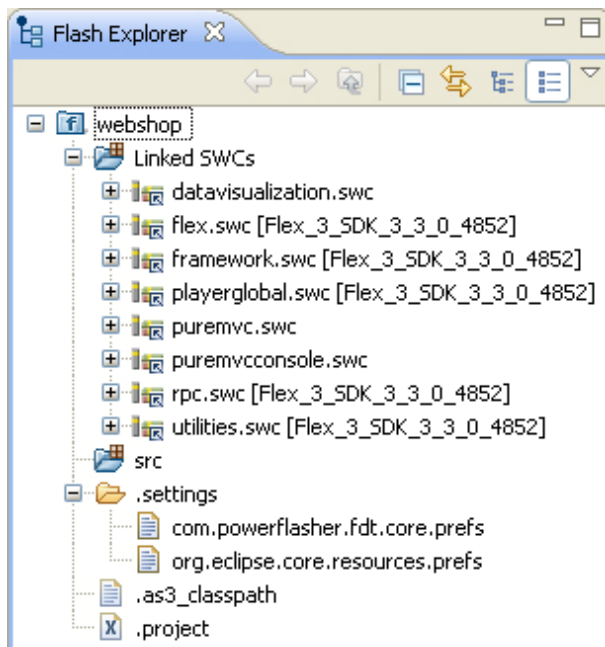 Flash Explorer
webshop
Linked SWCs
datavisualization.swc
flex.swc [Flex_3_SDK_3_3_0_4852]
framework.swc [Flex_3_SDK_3_3_0_4852]
playerglobal.swc [Flex_3_SDK_3_3_0_4852]
puremvc.swc
puremvcconsole.swc
rpc.swc [Flex_3_SDK_3_3_0_4852]
utilities.swc [Flex_3_SDK_3_3_0_4852]
src
.settings
com.powerflasher.fdt.core.prefs
org.eclipse.core.resources.prefs
.as3_classpath
.project